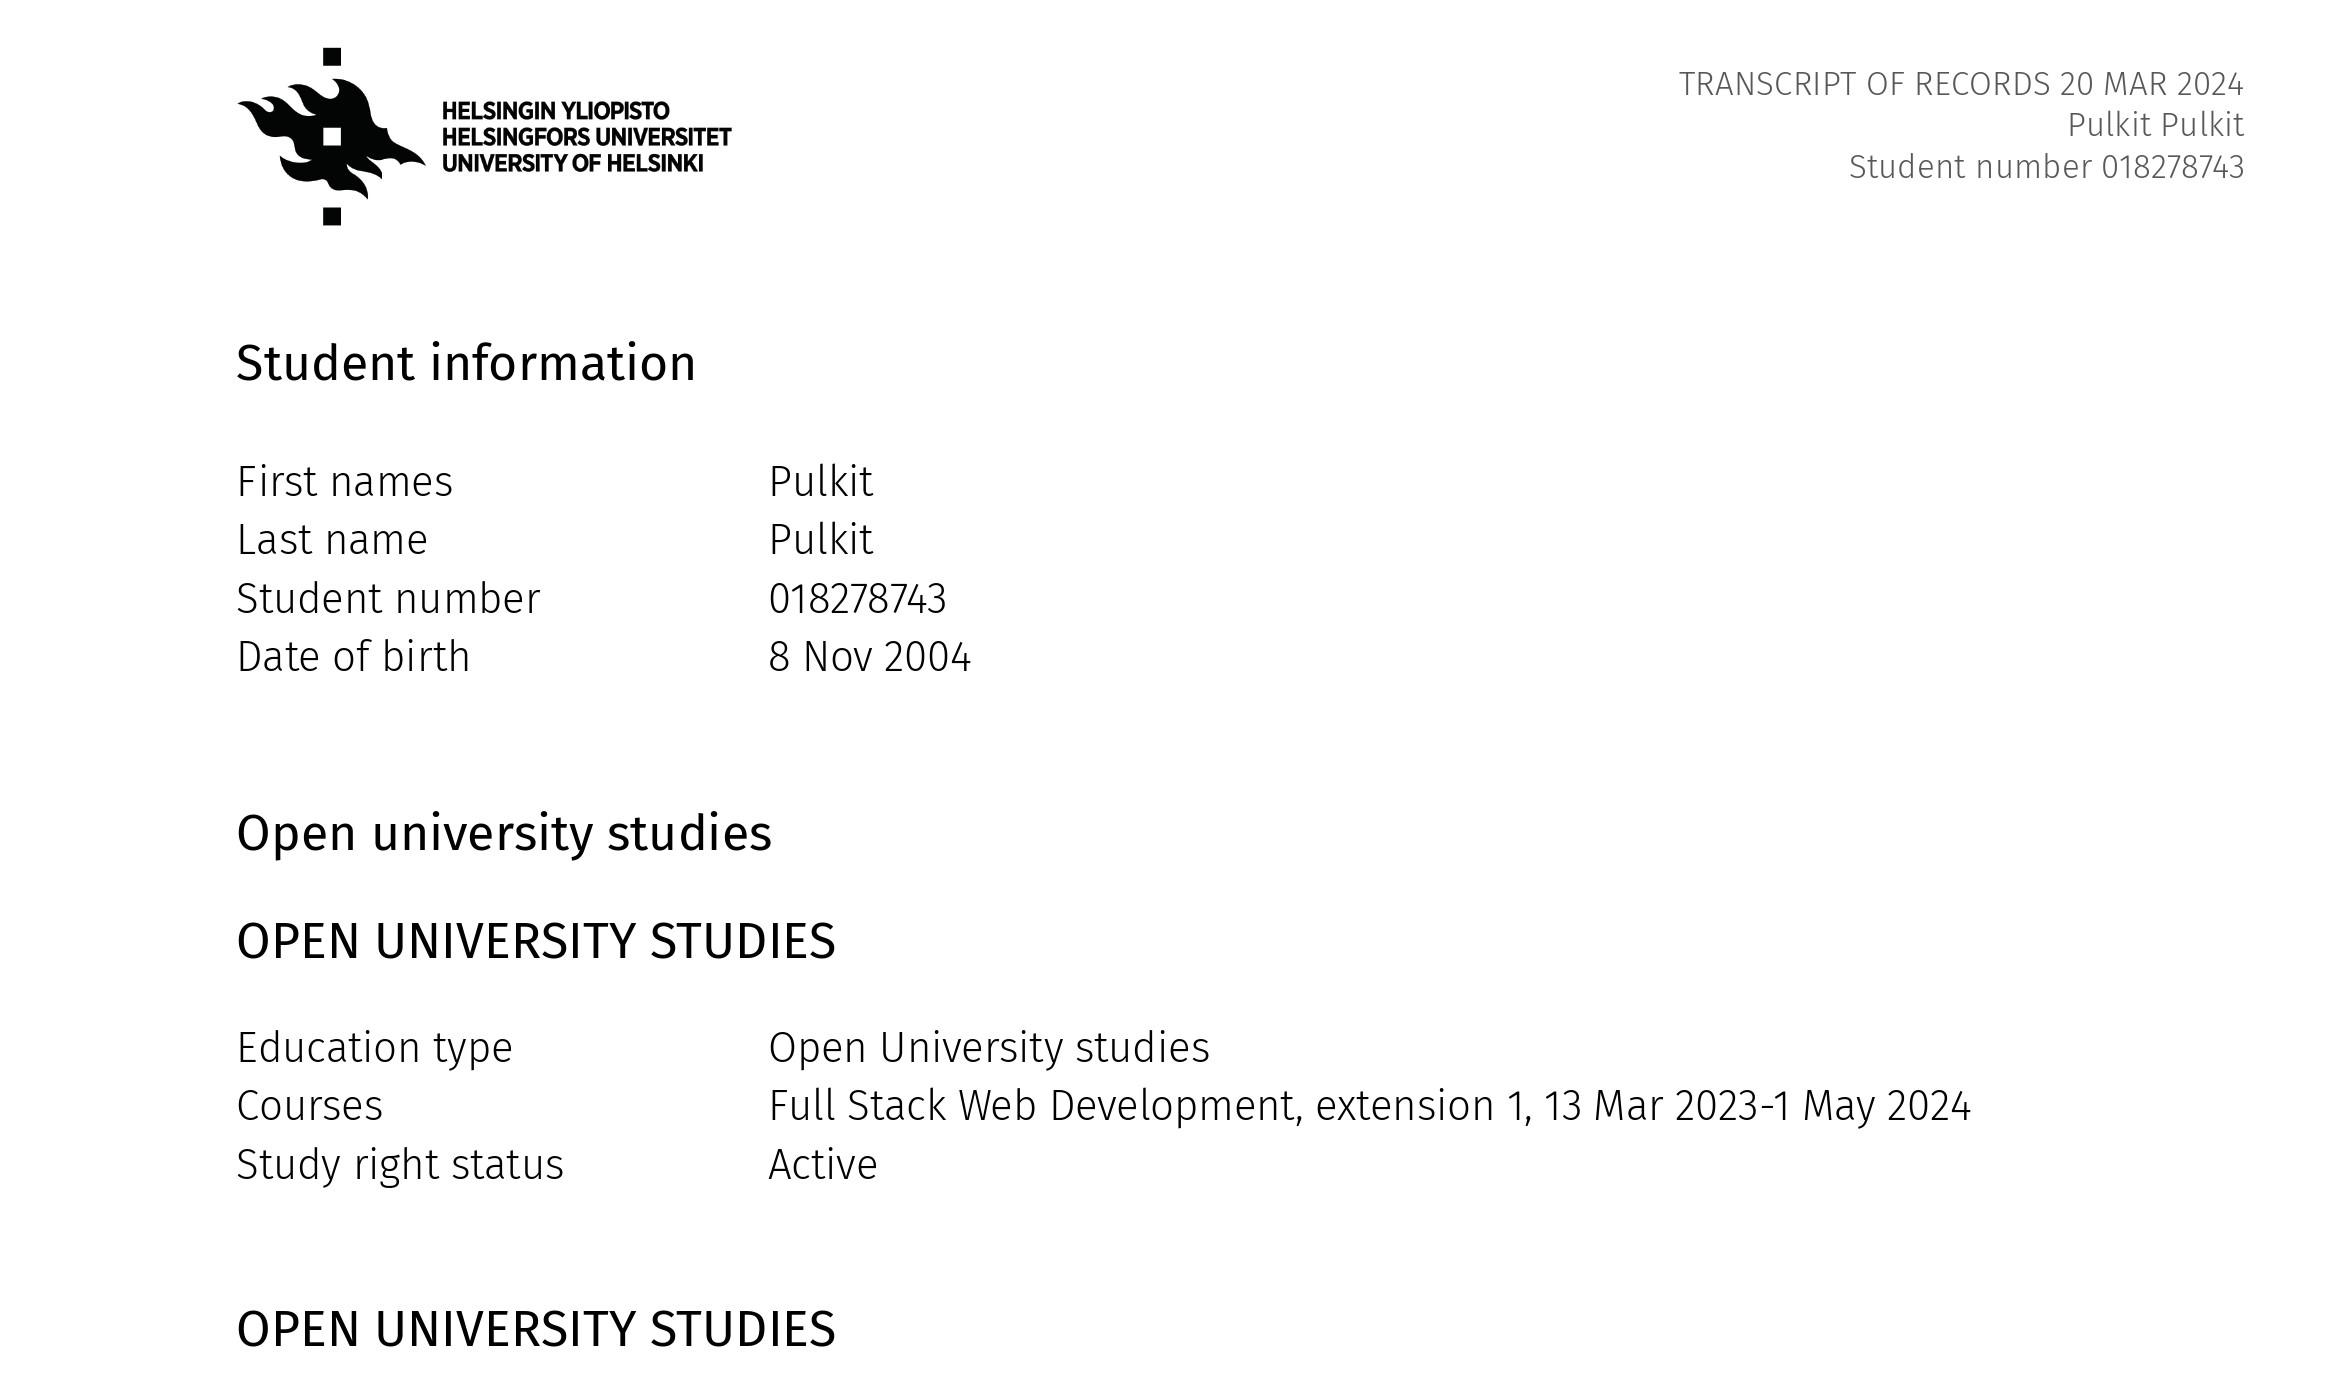 HELSINGIN YLIOPISTO
HELSINGFORS UNIVERSITET
UNIVERSITY OF HELSINKI
TRANSCRIPT OF RECORDS 20 MAR 2024
Pulkit Pulkit
Student number 018278743
Student information
First names Pulkit
Last name Pulkit
Student number 018278743
Date of birth 8 Nov 2004
Open university studies
OPEN UNIVERSITY STUDIES
Education type Open University studies
Courses Full Stack Web Development, extension 1, 13 Mar 2023-1 May 2024
Study right status Active
OPEN UNIVERSITY STUDIES